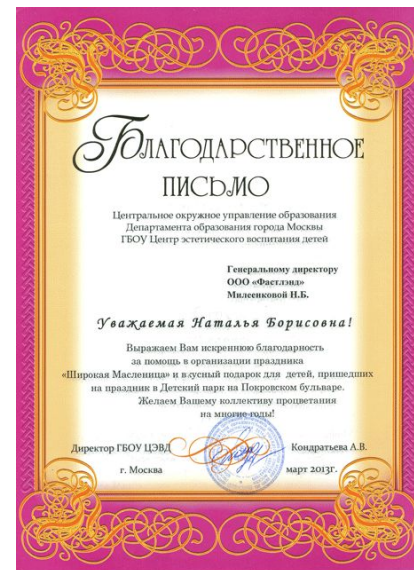 Благодарственное
письмо
Центральное окружное управление образования
Департамента образования города Москвы
ГБОУ Центр эстетического воспитания детей
Генеральному директору
ООО «Фастлэнд»
Милеенковой Н.Б.
Уважаемая Наталья Борисовна!
Выражаем Вам искреннюю благодарность
за помощь в организации праздника
«Широкая Масленица» и вкусный подарок для детей, пришедших
на праздник в Детский парк на Покровском бульваре.
Желаем Вашему коллективу процветания
на многие годы!
Директор ГБОУ ЦЭВД Кондратьева А.В.
г. Москва март 2013г.